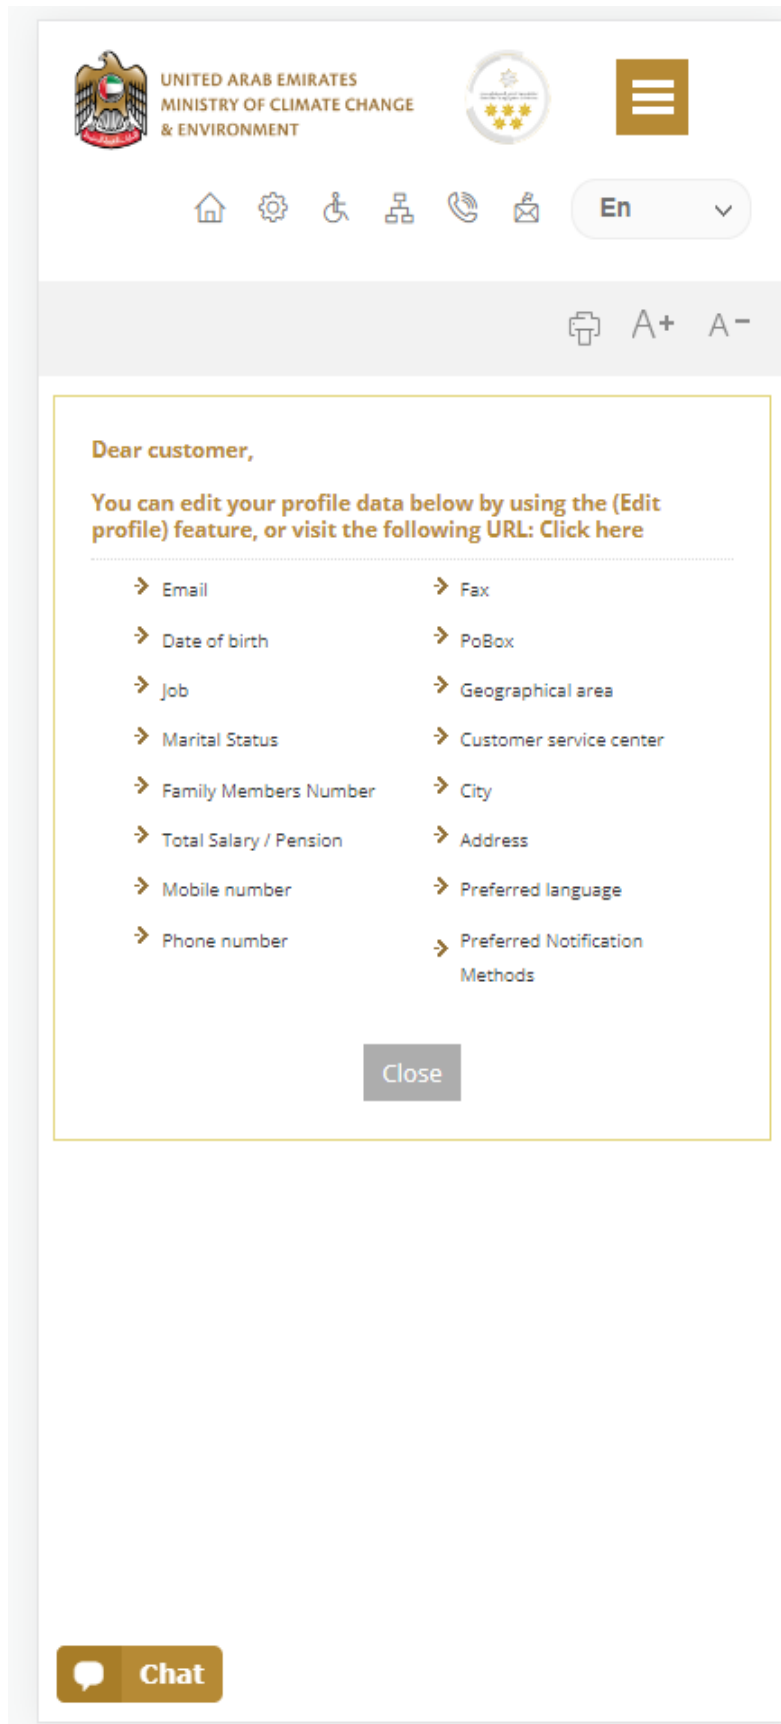 UNITED ARAB EMIRATES
MINISTRY OF CLIMATE CHANGE
& ENVIRONMENT
En
A+ A-
Dear customer,
You can edit your profile data below by using the (Edit
profile) feature, or visit the following URL: Click here
Email
Date of birth
Job
Marital Status
Family Members Number
Total Salary / Pension
Mobile number
Phone number
Fax
PoBox
Geographical area
Customer service center
City
Address
Preferred language
Preferred Notification
Methods
Close
Chat